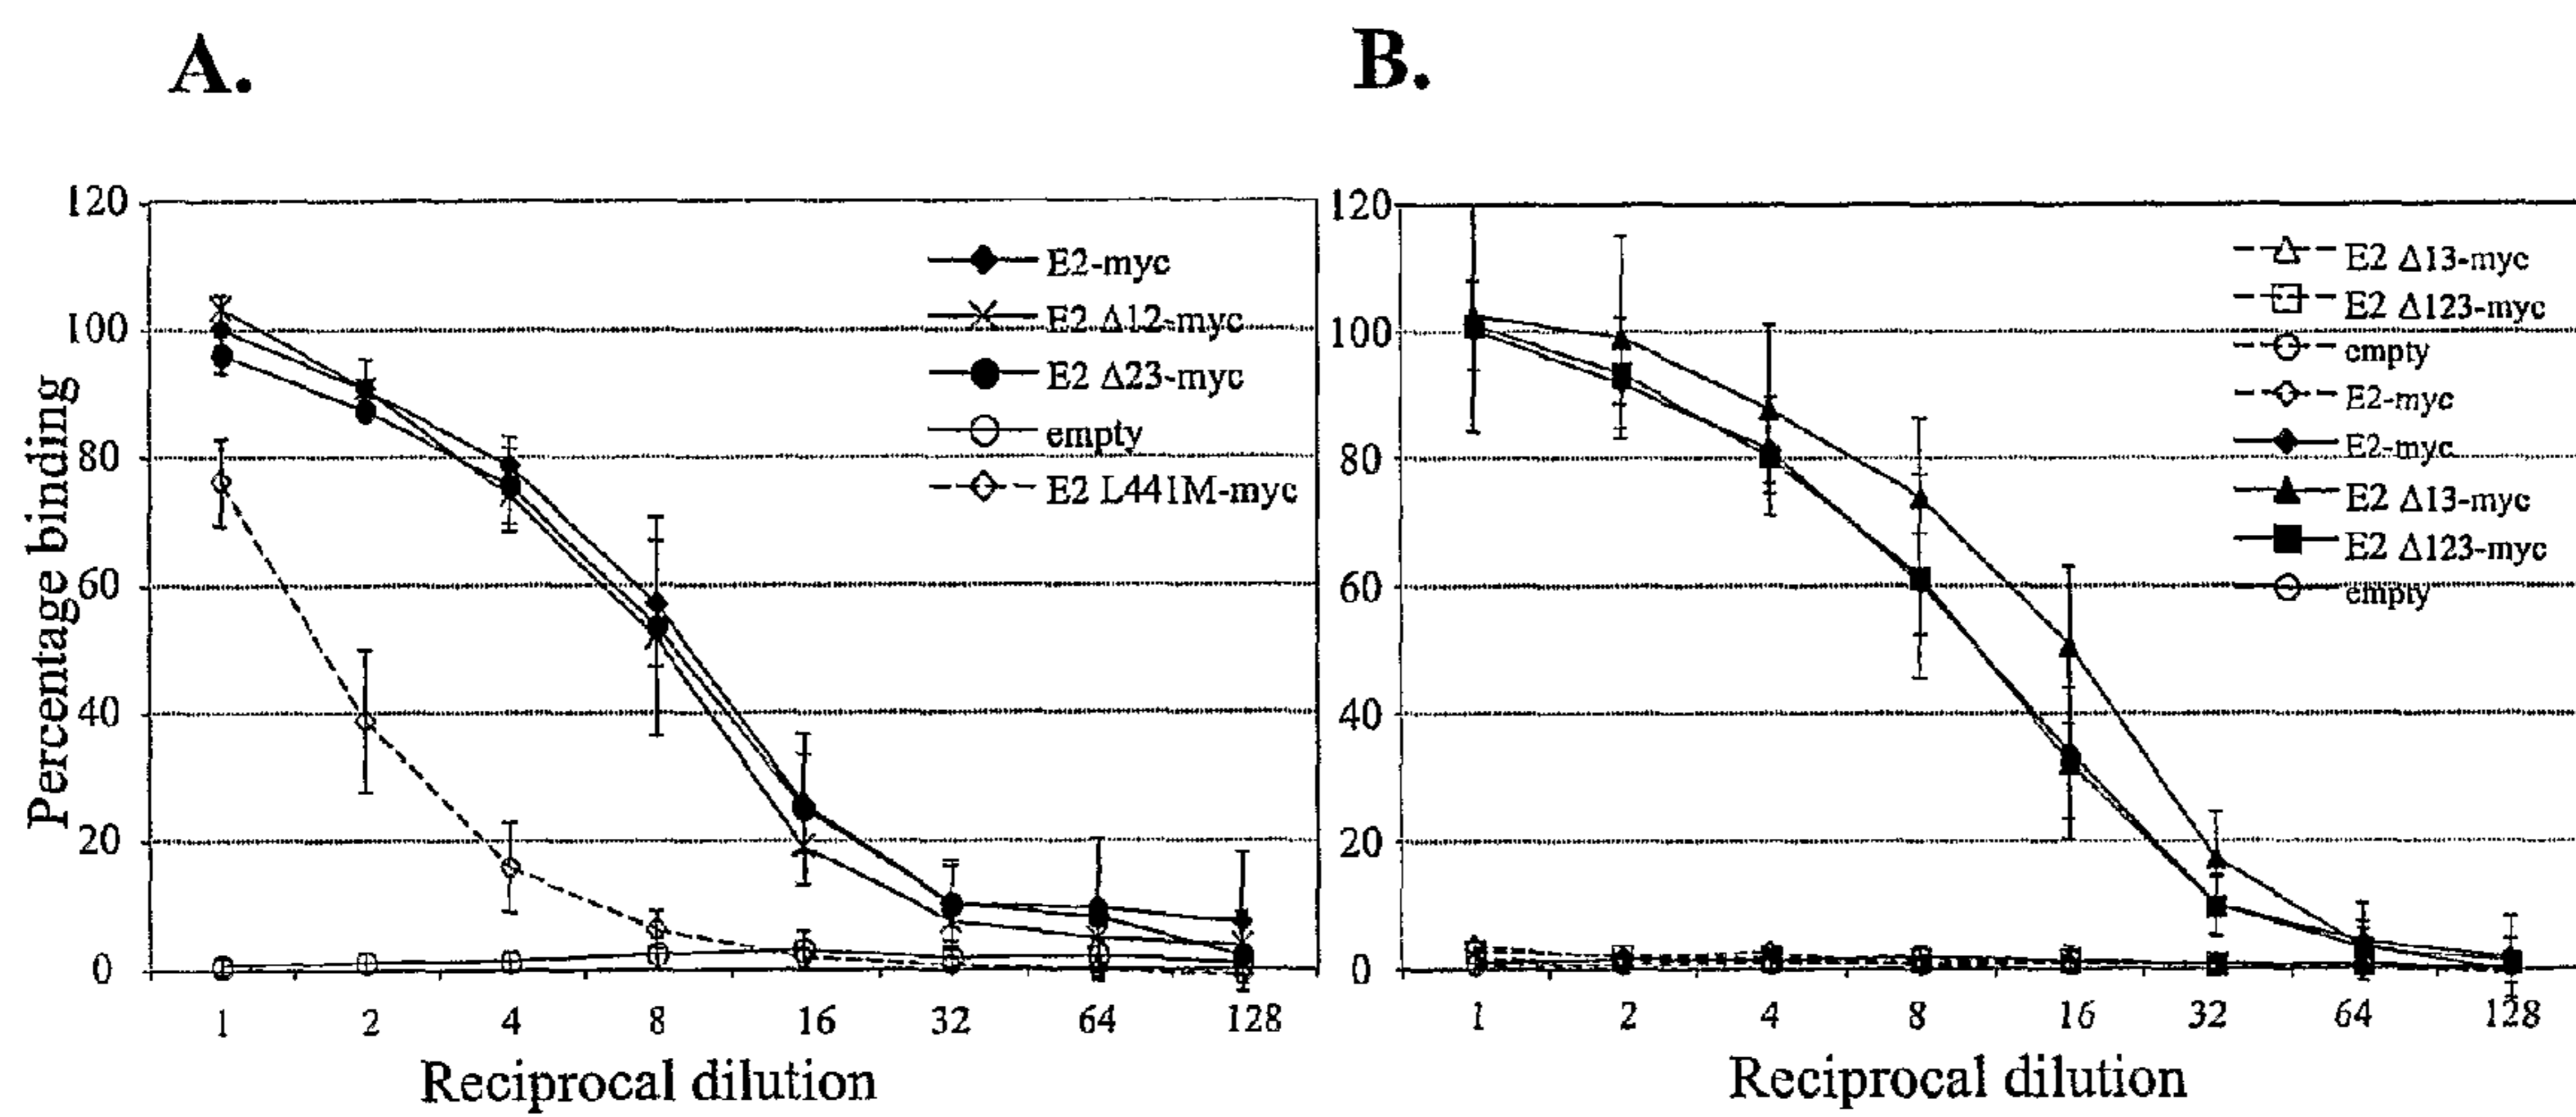 A.
B.
Percentage binding
120
100
80
60
40
20
0
E2-myc
E2 Δ12-myc
E2 Δ23-myc
empty
E2 L441M-myc
1 2 4 8 16 32 64 128
Reciprocal dilution
120
100
80
60
40
20
0
E2 Δ13-myc
E2 Δ123-myc
empty
E2-myc
E2-myc
E2 Δ13-myc
E2 Δ123-myc
empty
1 2 4 8 16 32 64 128
Reciprocal dilution